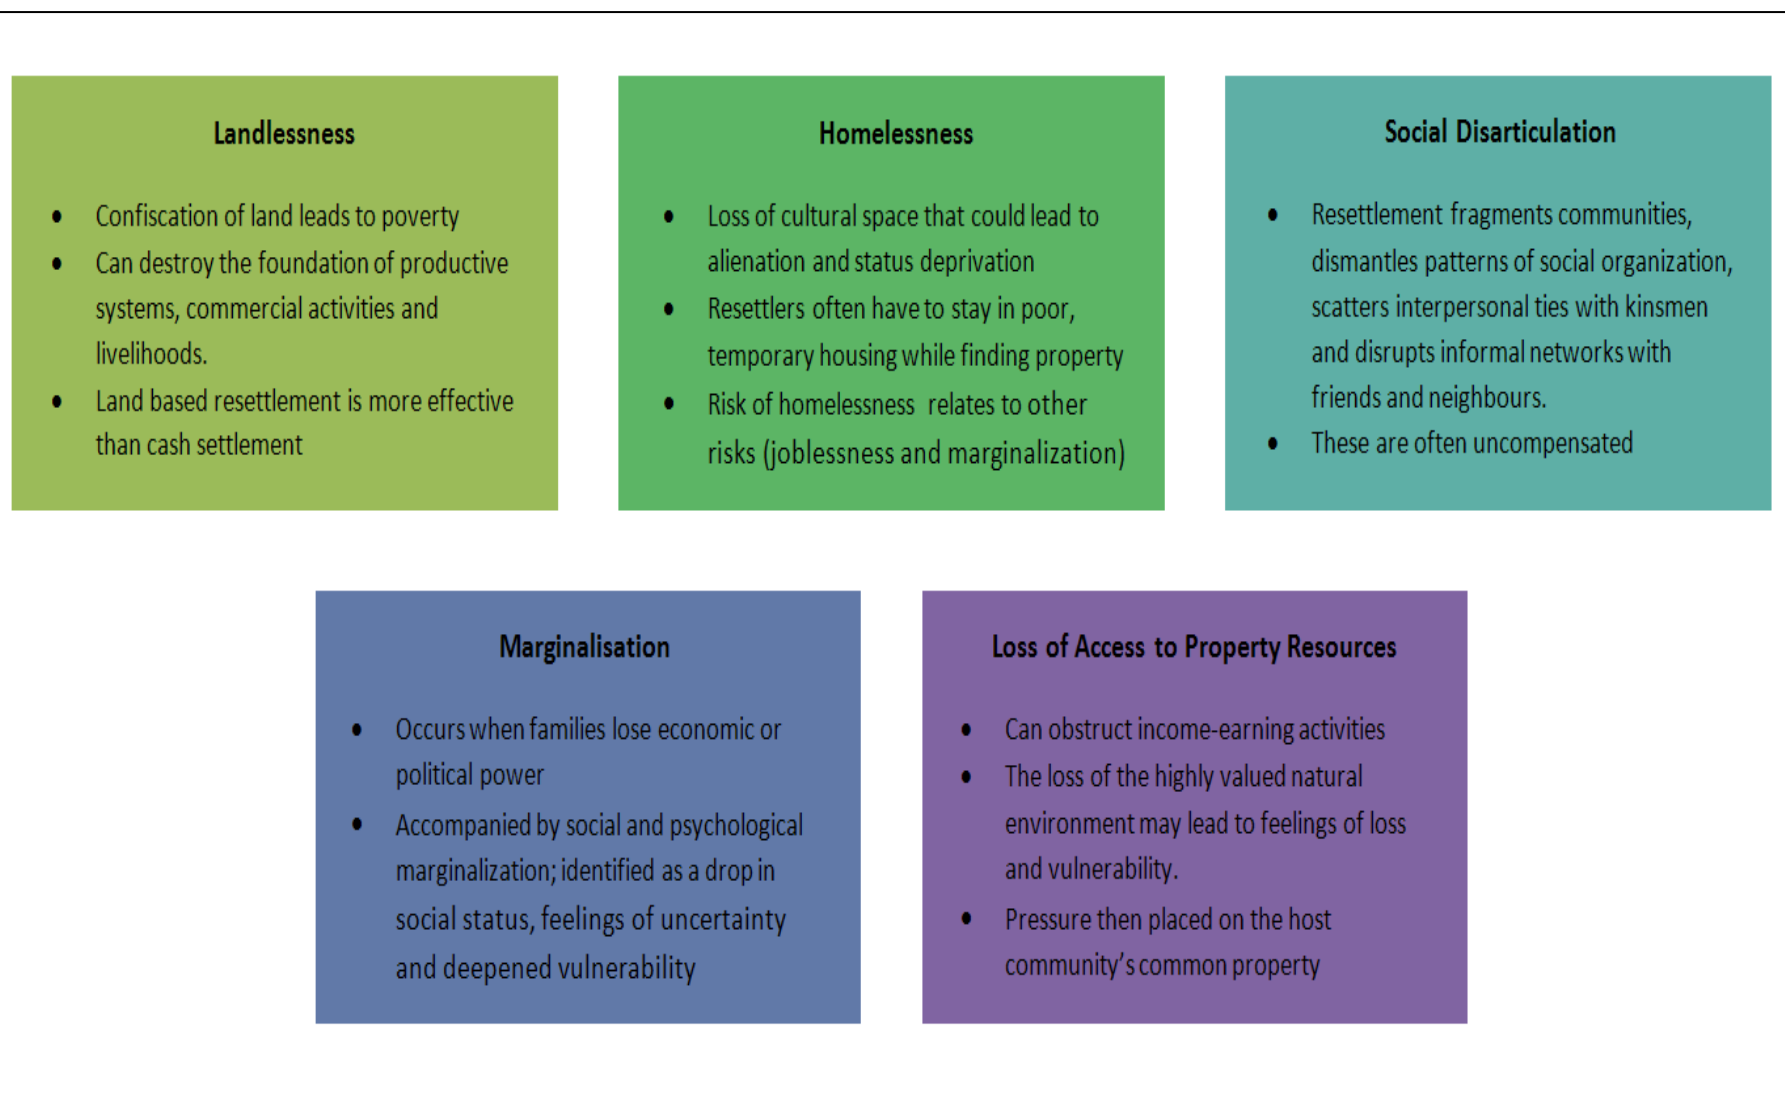 Landlessness
• Confiscation of land leads to poverty
• Can destroy the foundation of productive
systems, commercial activities and
livelihoods.
• Land based resettlement is more effective
than cash settlement
Homelessness
• Loss of cultural space that could lead to
alienation and status deprivation
• Resettlers often have to stay in poor,
temporary housing while finding property
• Risk of homelessness relates to other
risks (joblessness and marginalization)
Social Disarticulation
• Resettlement fragments communities,
dismantles patterns of social organization,
scatters interpersonal ties with kinsmen
and disrupts informal networks with
friends and neighbours.
• These are often uncompensated
Marginalisation
• Occurs when families lose economic or
political power
• Accompanied by social and psychological
marginalization; identified as a drop in
social status, feelings of uncertainty
and deepened vulnerability
Loss of Access to Property Resources
• Can obstruct income-earning activities
• The loss of the highly valued natural
environment may lead to feelings of loss
and vulnerability.
• Pressure then placed on the host
community’s common property